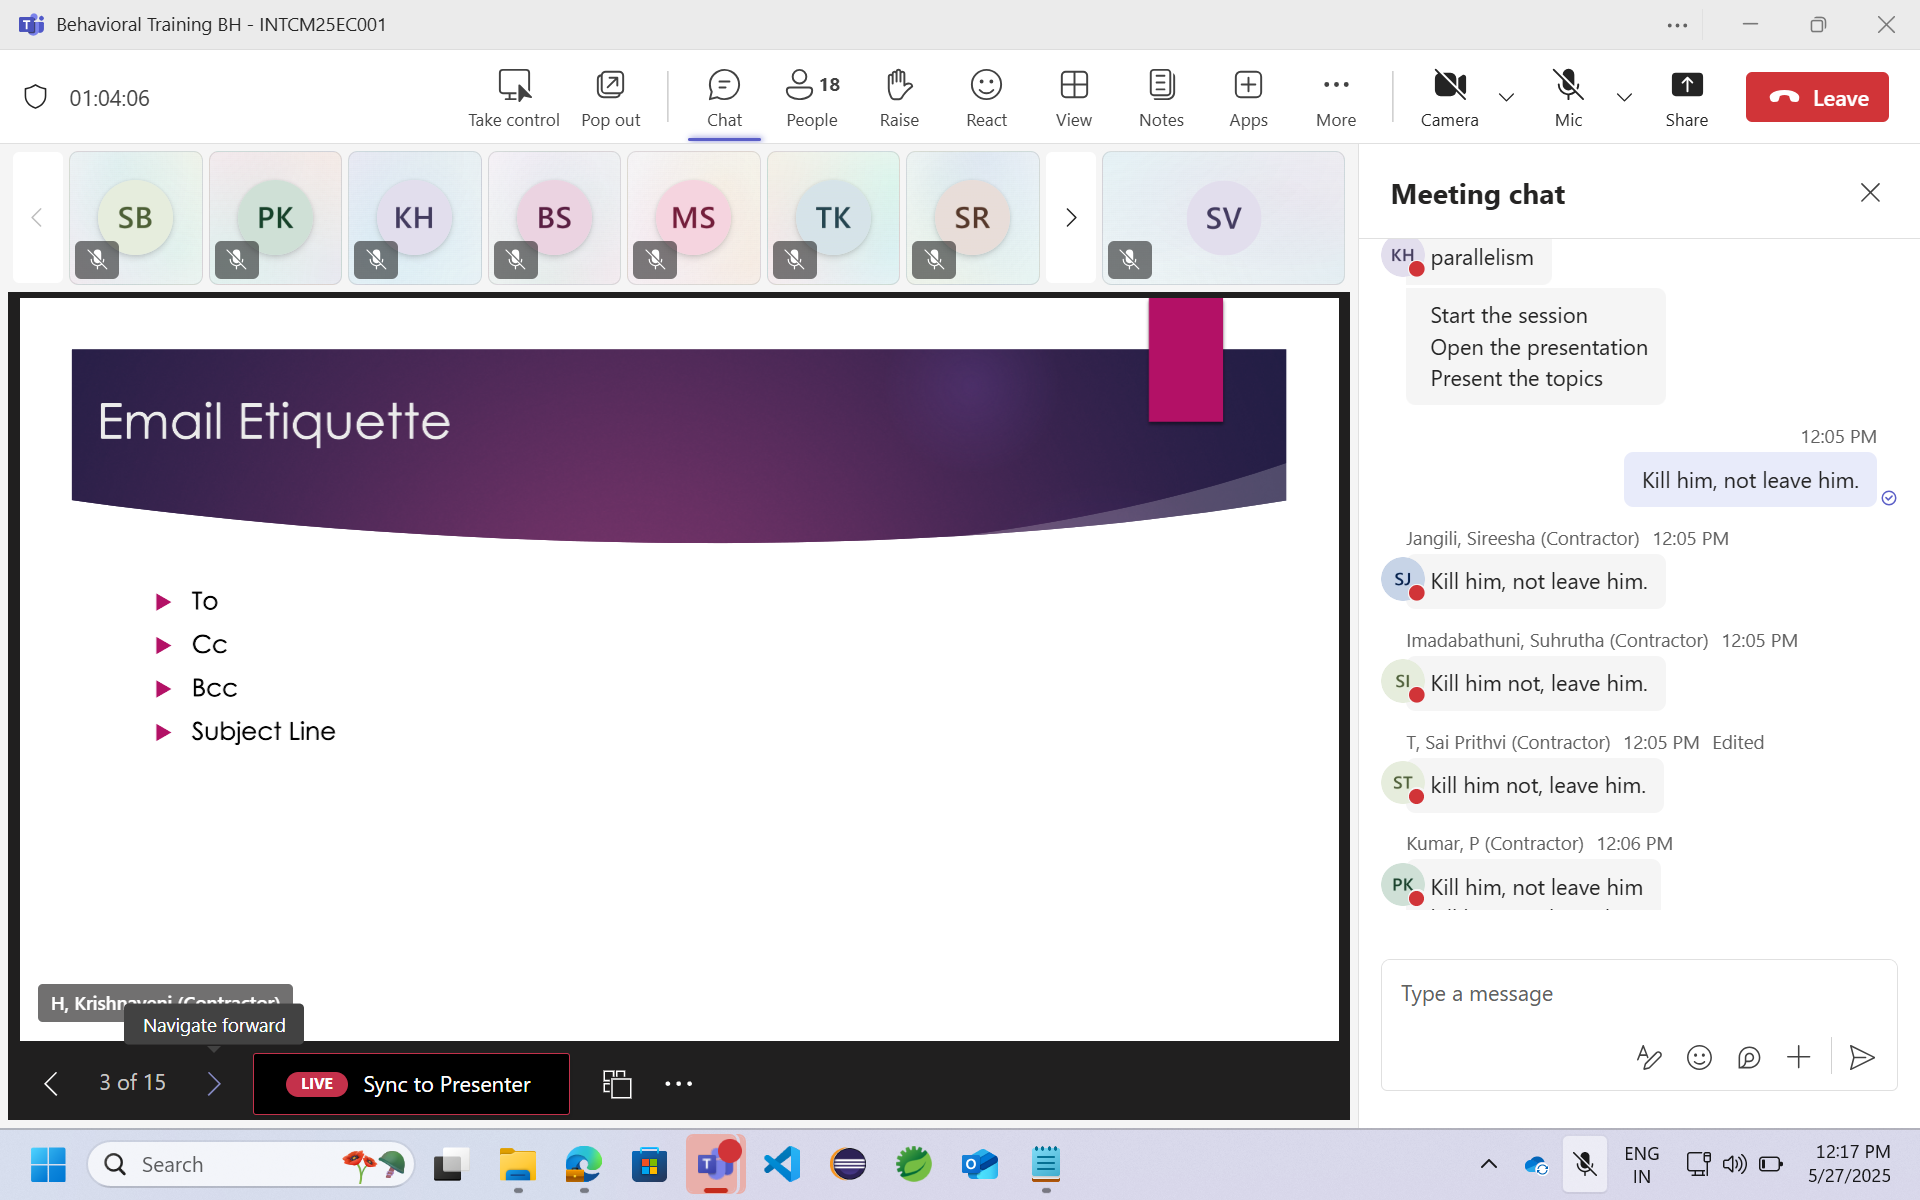 Behavioral Training BH - INTCM25EC001
01:04:06
Take control
Pop out
Chat
18
People
Raise
React
View
Notes
Apps
More
Camera
Mic
Share
Leave
SB
PK
KH
BS
MS
TK
SR
SV
Email Etiquette
To
Cc
Bcc
Subject Line
H, Krishnaveni (Contractor)
Navigate forward
3 of 15
LIVE
Sync to Presenter
Meeting chat
KH
parallelism
Start the session
Open the presentation
Present the topics
12:05 PM
Kill him, not leave him.
Jangili, Sireesha (Contractor) 12:05 PM
SJ
Kill him, not leave him.
Imadabathuni, Suhrutha (Contractor) 12:05 PM
SI
Kill him not, leave him.
T, Sai Prithvi (Contractor) 12:05 PM Edited
ST
kill him not, leave him.
Kumar, P (Contractor) 12:06 PM
PK
Kill him, not leave him
Type a message
Search
ENG
IN
12:17 PM
5/27/2025